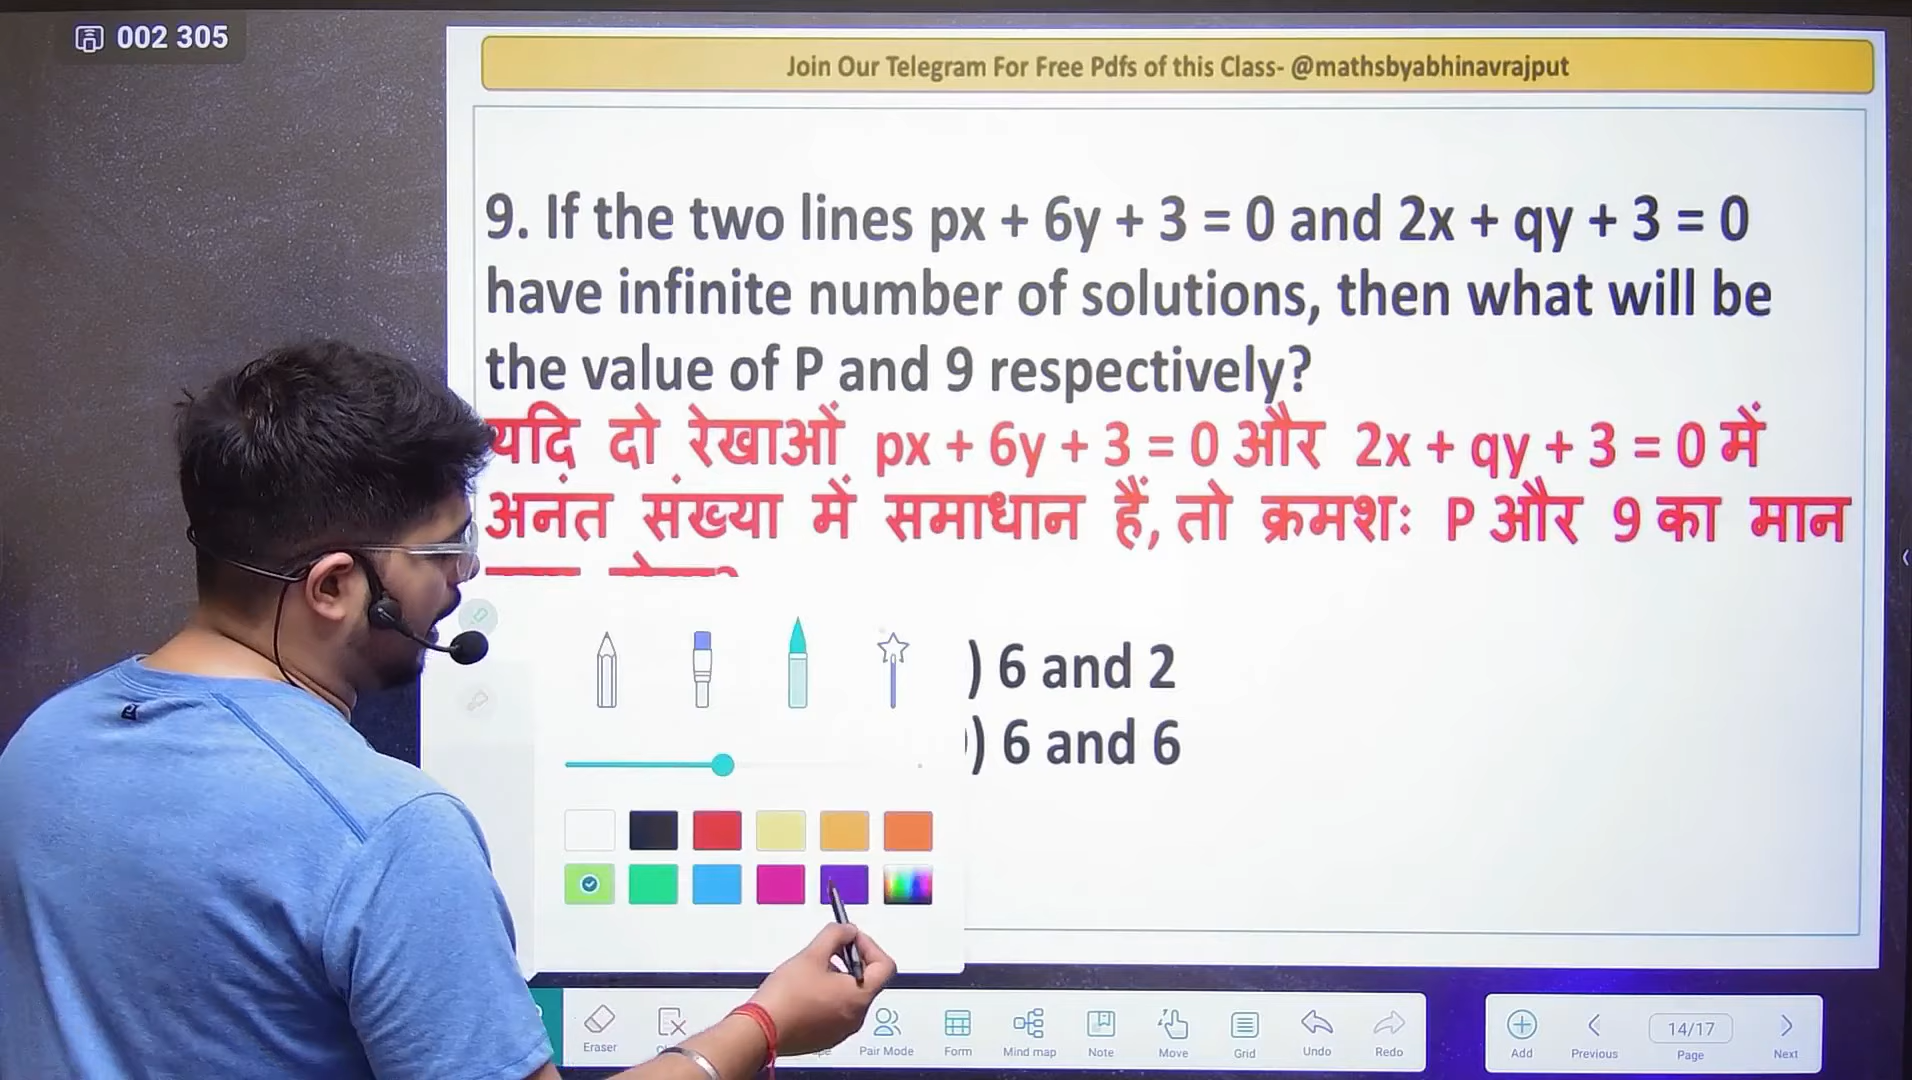 002 305
Join Our Telegram For Free Pdfs of this Class- @mathsbyabhinavrajput
9. If the two lines px + 6y + 3 = 0 and 2x + qy + 3 = 0
have infinite number of solutions, then what will be
the value of P and 9 respectively?
यदि दो रेखाओं px + 6y + 3 = 0 और 2x + qy + 3 = 0 में
अनंत संख्या में समाधान हैं, तो क्रमशः P और 9 का मान
) 6 and 2
) 6 and 6
Eraser
Pair Mode
Form
Mind map
Note
Move
Grid
Undo
Redo
Add
Previous
14/17
Page
Next